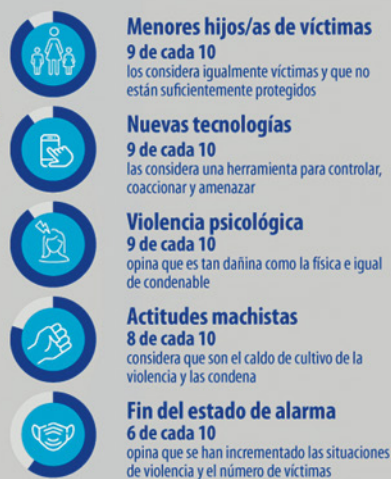 Menores hijos/as de víctimas
9 de cada 10
los considera igualmente víctimas y que no
están suficientemente protegidos
Nuevas tecnologías
9 de cada 10
las considera una herramienta para controlar,
coaccionar y amenazar
Violencia psicológica
9 de cada 10
opina que es tan dañina como la física e igual
de condenable
Actitudes machistas
8 de cada 10
considera que son el caldo de cultivo de la
violencia y las condena
Fin del estado de alarma
6 de cada 10
opina que se han incrementado las situaciones
de violencia y el número de víctimas